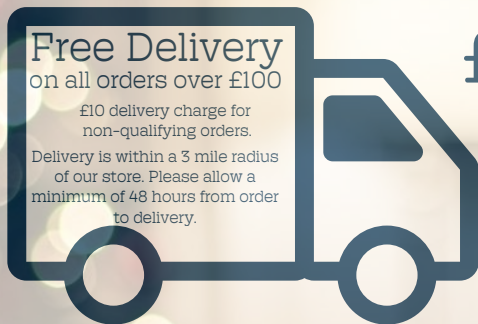 Free Delivery
on all orders over £100
£10 delivery charge for
non-qualifying orders.
Delivery is within a 3 mile radius
of our store. Please allow a
minimum of 48 hours from order
to delivery.